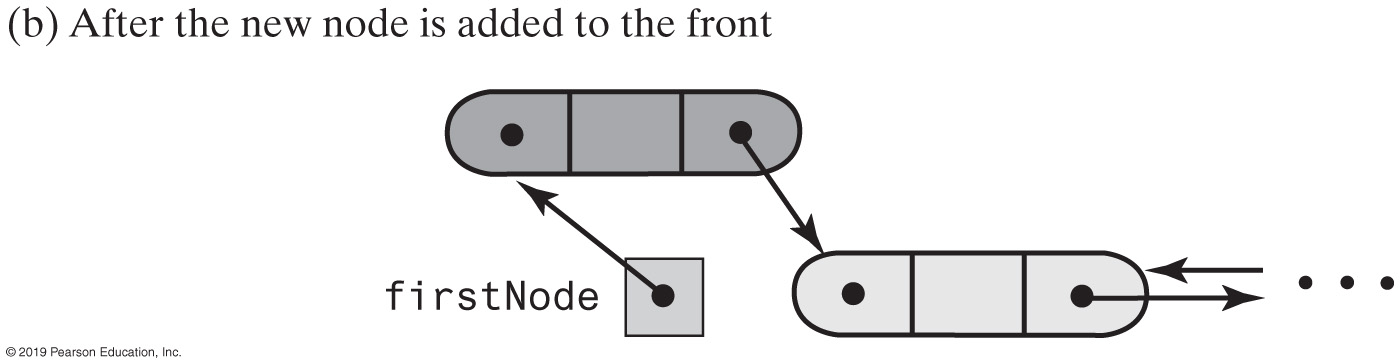 (b) After the new node is added to the front
firstNode
© 2019 Pearson Education, Inc.